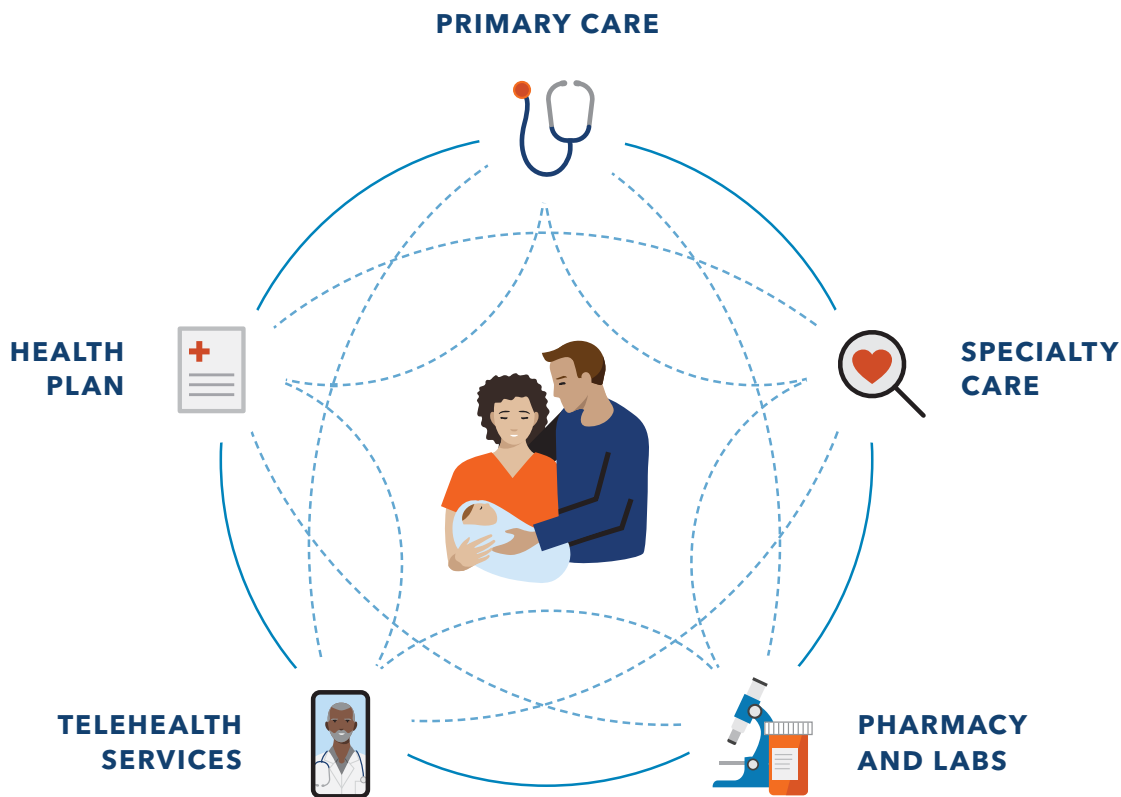 PRIMARY CARE
HEALTH
PLAN
SPECIALTY
CARE
TELEHEALTH
SERVICES
PHARMACY
AND LABS